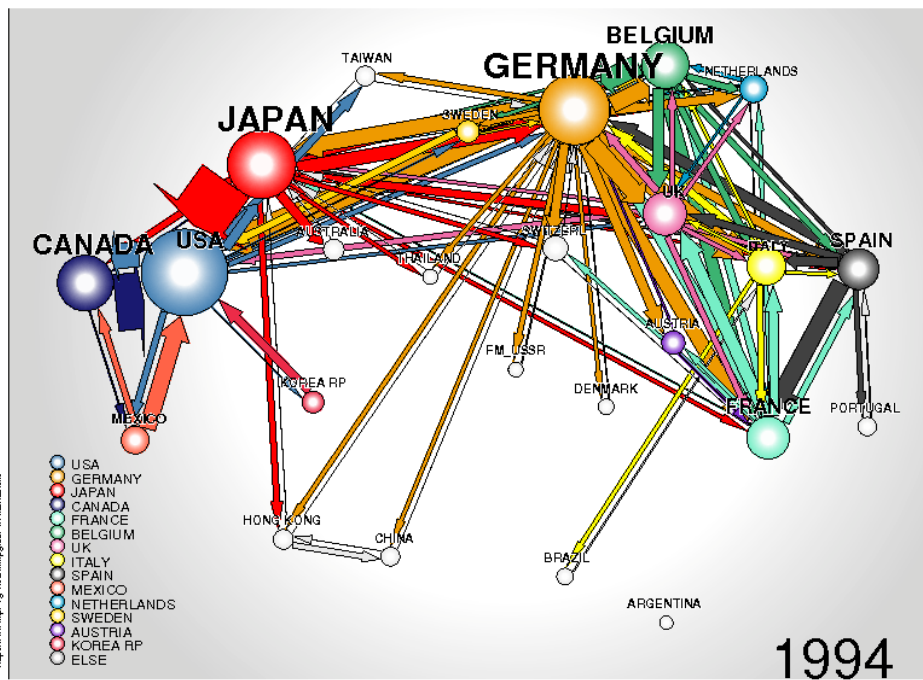 BELGIUM
TAIWAN
GERMANY
NETHERLANDS
JAPAN
SWEDEN
UK
CANADA
USA
AUSTRALIA
SWITZERL
ITALY
SPAIN
THAILAND
AUSTRIA
FM_USSR
KOREA RP
DENMARK
FRANCE
PORTUGAL
MEXICO
USA
GERMANY
JAPAN
CANADA
FRANCE
BELGIUM
UK
ITALY
SPAIN
MEXICO
NETHERLANDS
SWEDEN
AUSTRIA
KOREA RP
ELSE
HONG KONG
CHINA
BRAZIL
ARGENTINA
1994